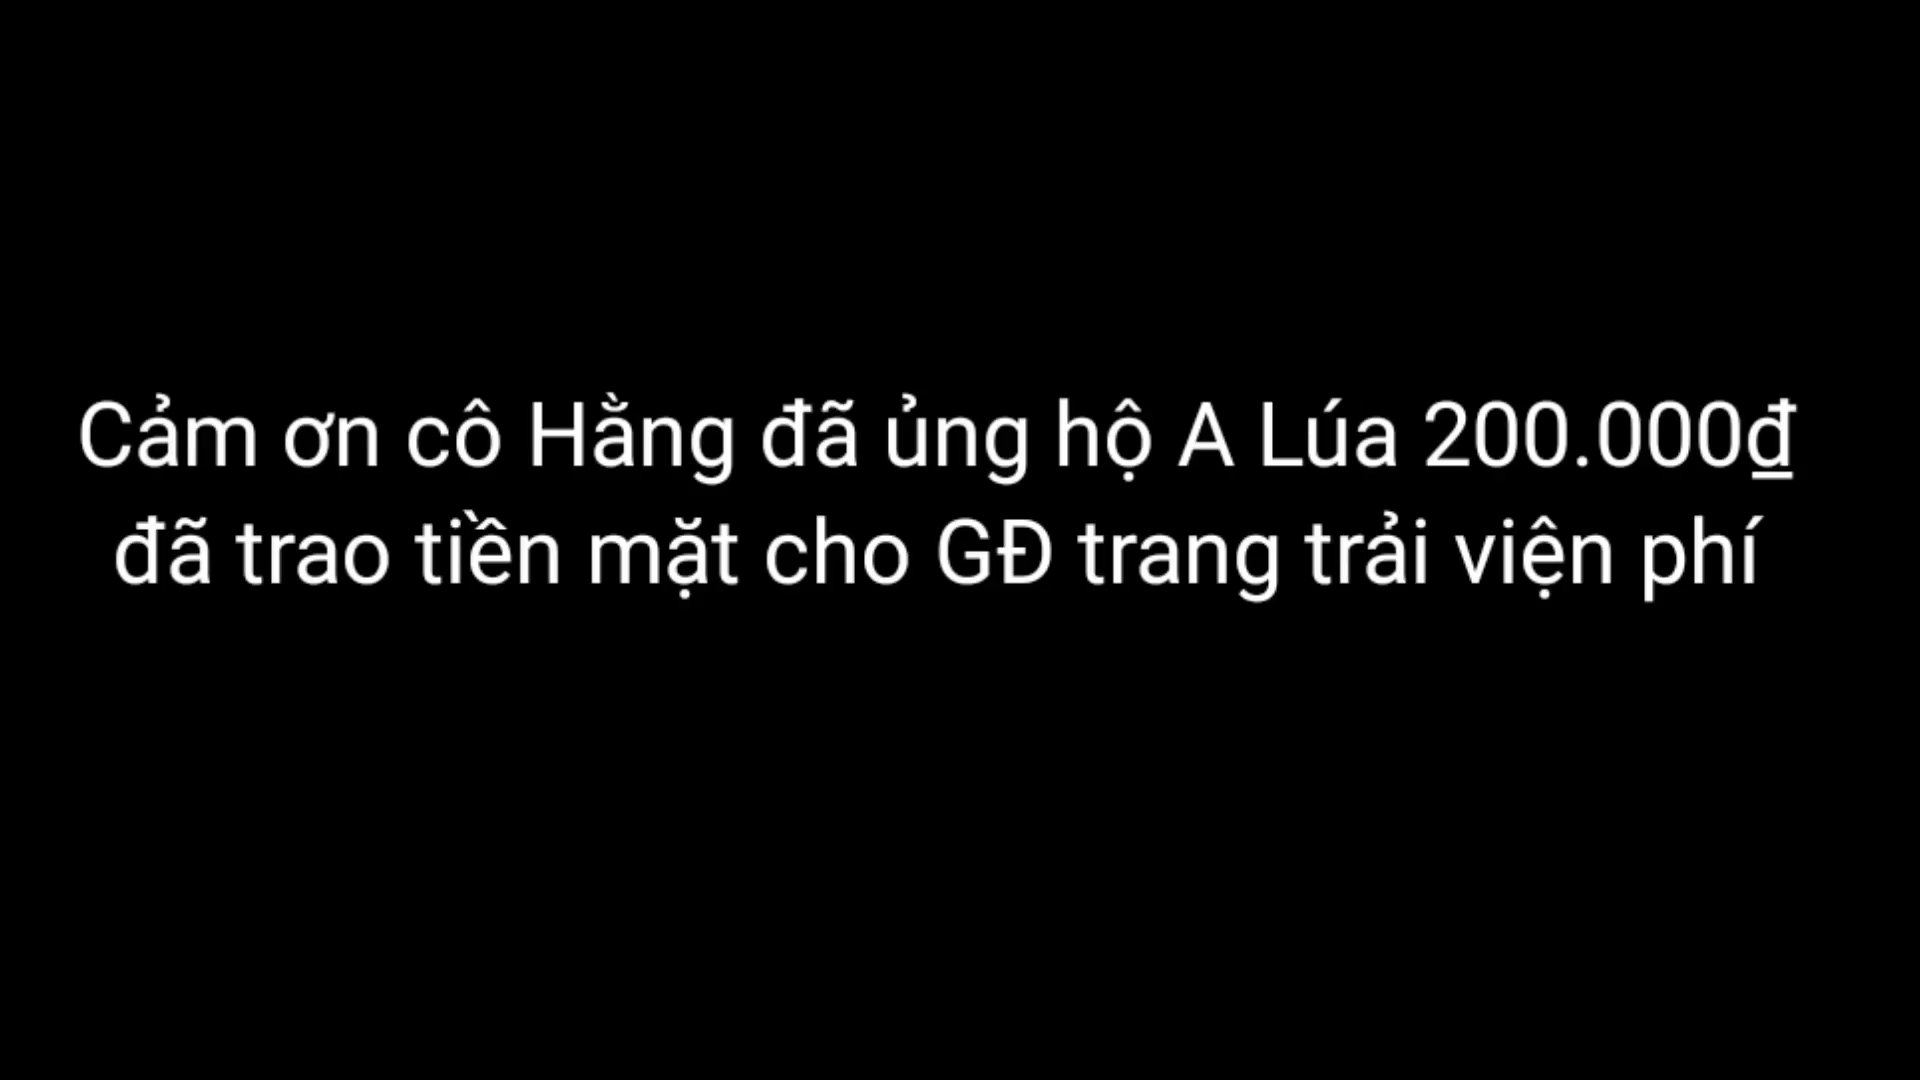 Cảm ơn cô Hằng đã ủng hộ A Lúa 200.000₫
đã trao tiền mặt cho GĐ trang trải viện phí